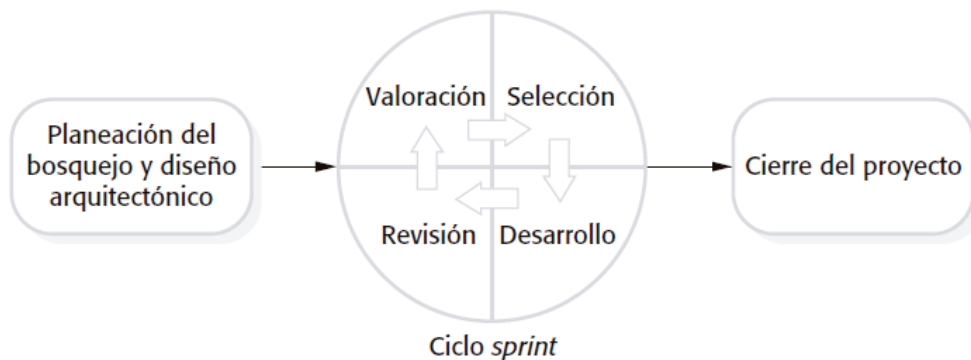 Planeación del
bosquejo y diseño
arquitectónico
Valoración
Selección
Revisión
Desarrollo
Cierre del proyecto
Ciclo sprint